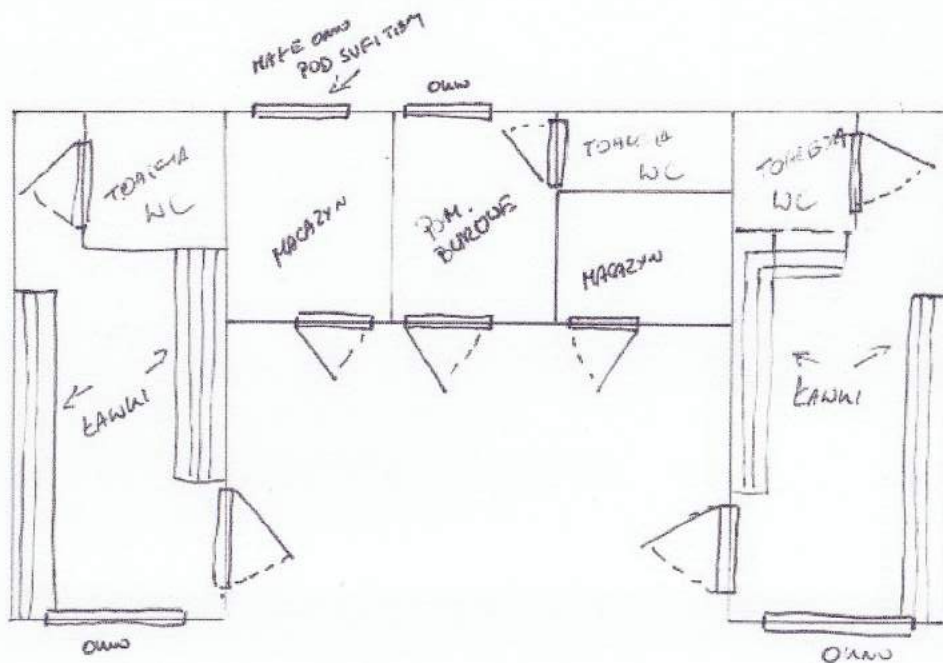 MAŁE OKNO
POD SUFITEM
OKNO
TOALETA
WC
MAGAZYN
POM.
BIUROWE
TOALETA
WC
MAGAZYN
TOALETA
WC
ŁAWKI
ŁAWKI
OKNO
OKNO